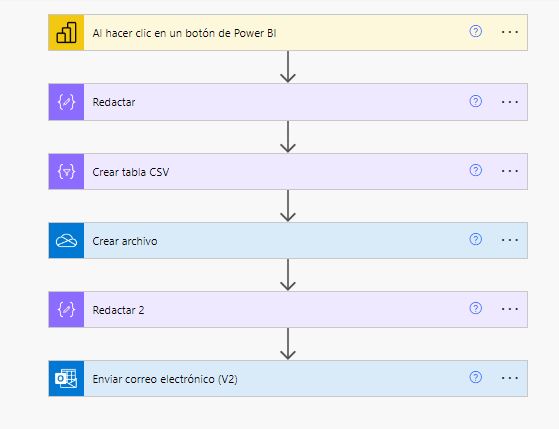 Al hacer clic en un botón de Power BI
Redactar
Crear tabla CSV
Crear archivo
Redactar 2
Enviar correo electrónico (V2)